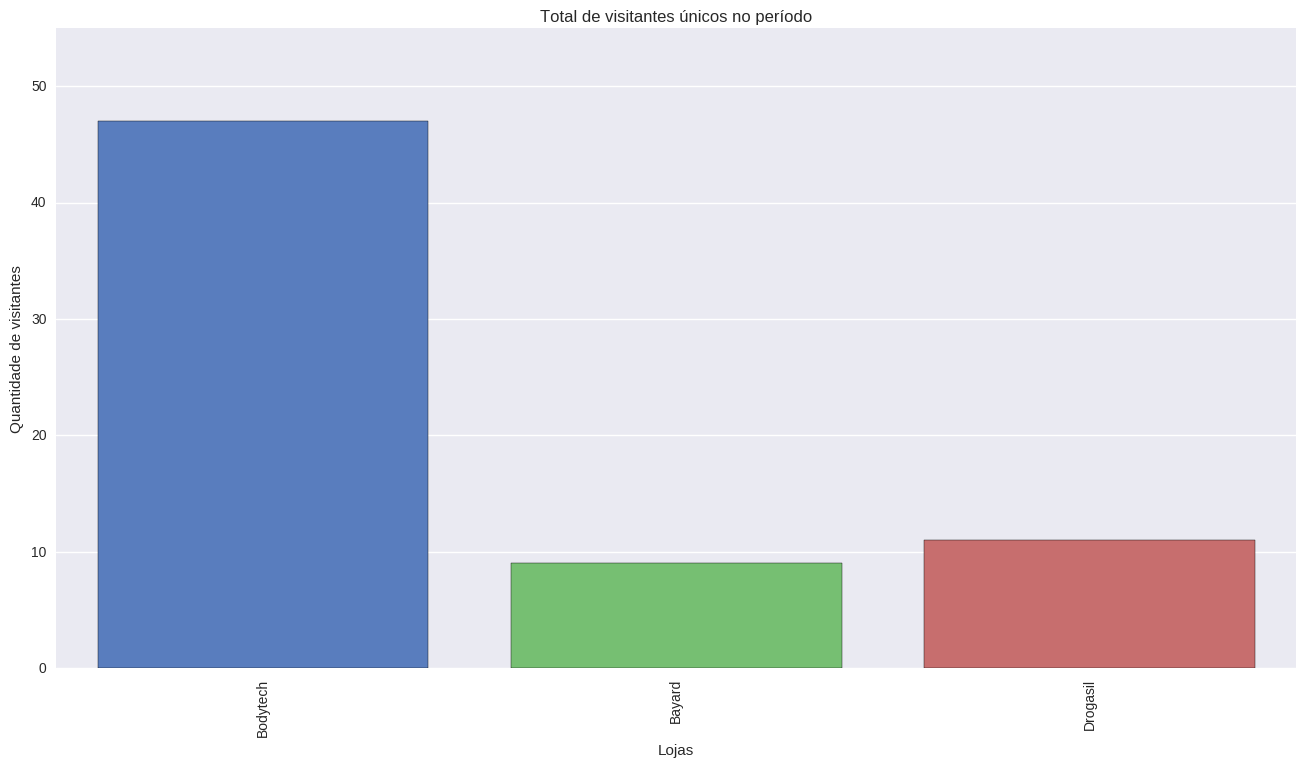 Total de visitantes únicos no período
Quantidade de visitantes
50
40
30
20
10
0
Bodytech
Bayard
Drogasil
Lojas